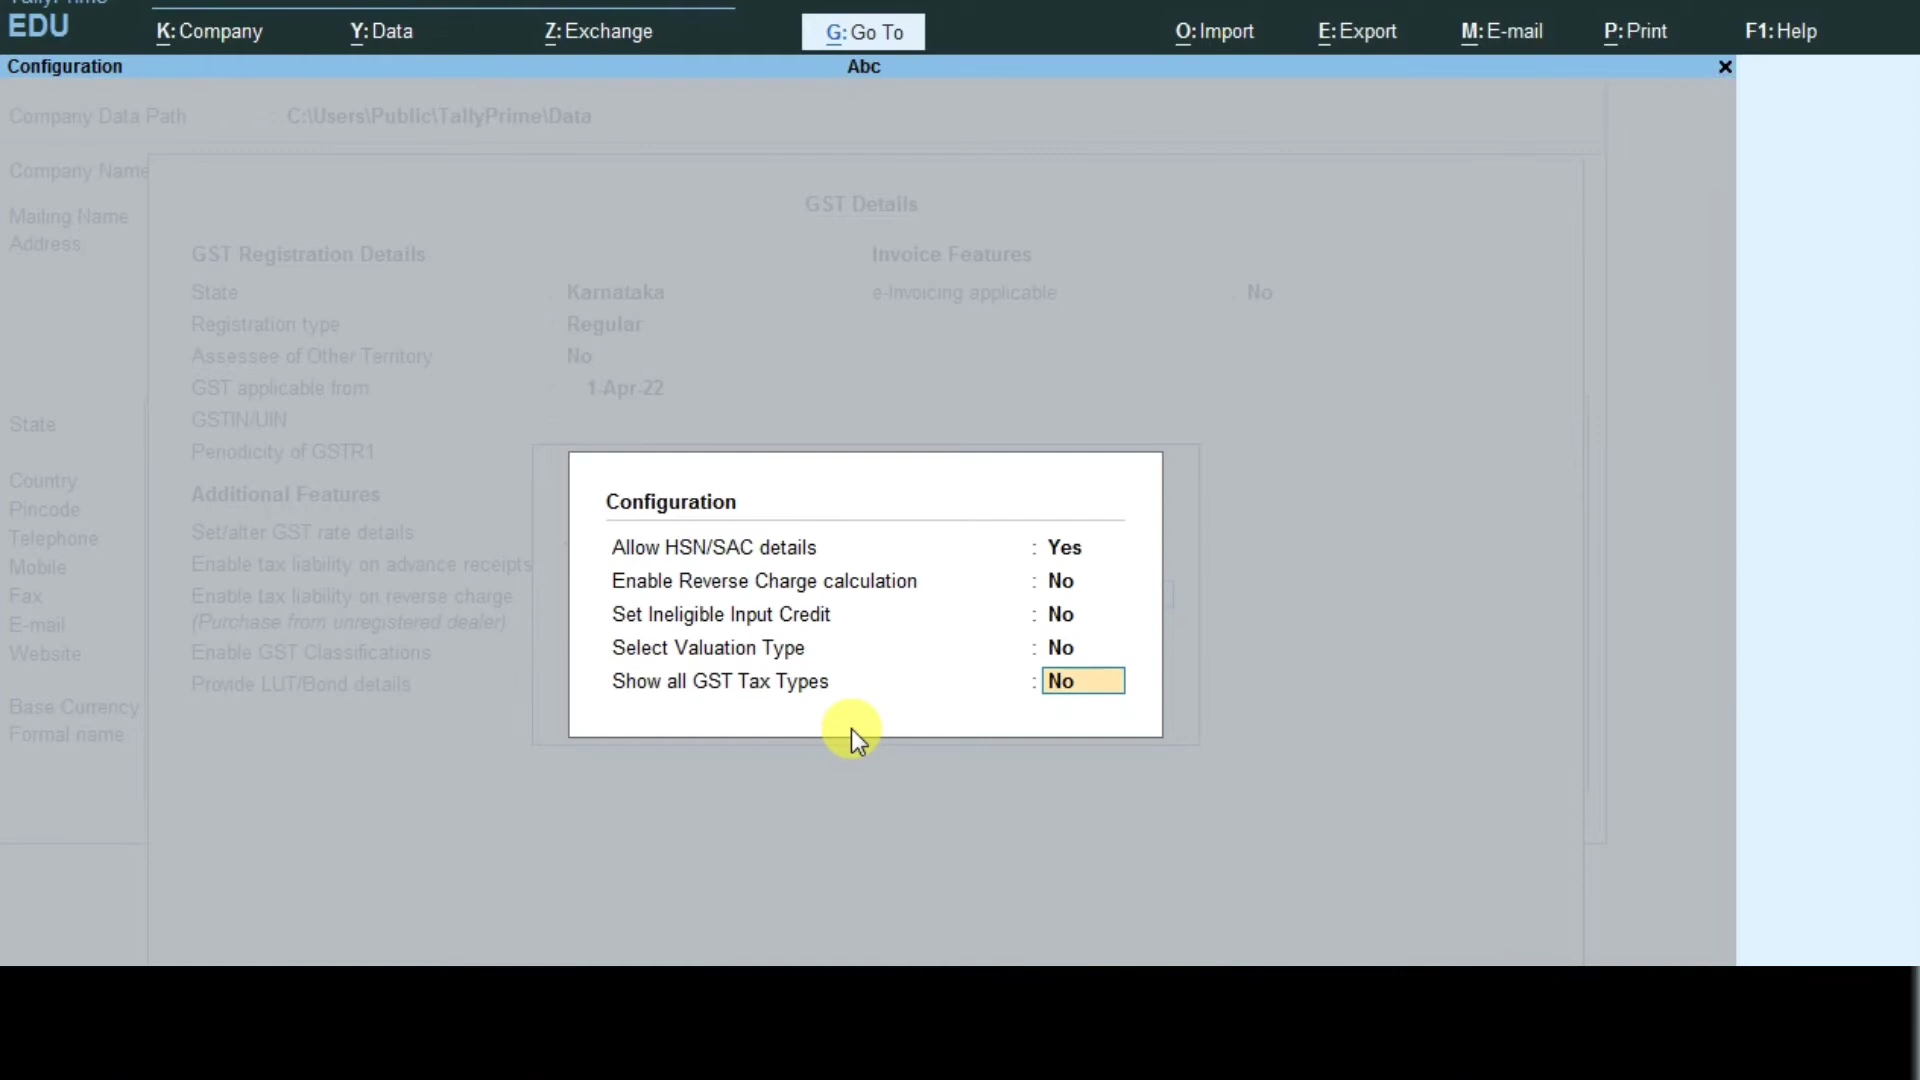 TallyPrime
EDU
K: Company
Y: Data
Z: Exchange
G: Go To
O: Import
E: Export
M: E-mail
P: Print
F1: Help
Configuration
Abc
Company Data Path : C:\Users\Public\TallyPrime\Data
Company Name
Mailing Name
Address
State
Country
Pincode
Telephone
Mobile
Fax
E-mail
Website
Base Currency
Formal name
GST Details
GST Registration Details
State : Karnataka
Registration type : Regular
Assessee of Other Territory : No
GST applicable from : 1-Apr-22
GSTIN/UIN :
Periodicity of GSTR1
Additional Features
Set/alter GST rate details
Enable tax liability on advance receipts
Enable tax liability on reverse charge
(Purchase from unregistered dealer)
Enable GST Classifications
Provide LUT/Bond details
Invoice Features
e-Invoicing applicable : No
Configuration
Allow HSN/SAC details : Yes
Enable Reverse Charge calculation : No
Set Ineligible Input Credit : No
Select Valuation Type : No
Show all GST Tax Types : No